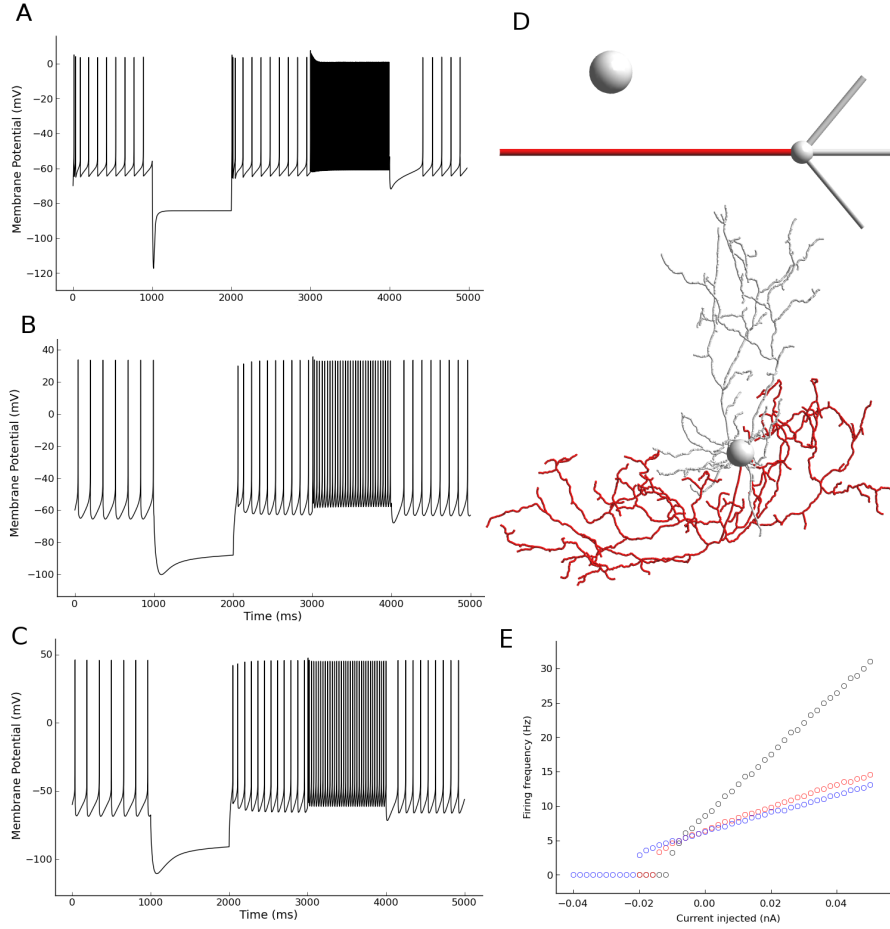 A
Membrane Potential (mV)
0
−20
−40
−60
−80
−100
−120
0 1000 2000 3000 4000 5000
B
Membrane Potential (mV)
40
20
0
−20
−40
−60
−80
−100
0 1000 2000 3000 4000 5000
Time (ms)
C
Membrane Potential (mV)
50
0
−50
−100
0 1000 2000 3000 4000 5000
Time (ms)
D
E
Firing frequency (Hz)
30
25
20
15
10
5
0
−0.04 −0.02 0.00 0.02 0.04
Current injected (nA)